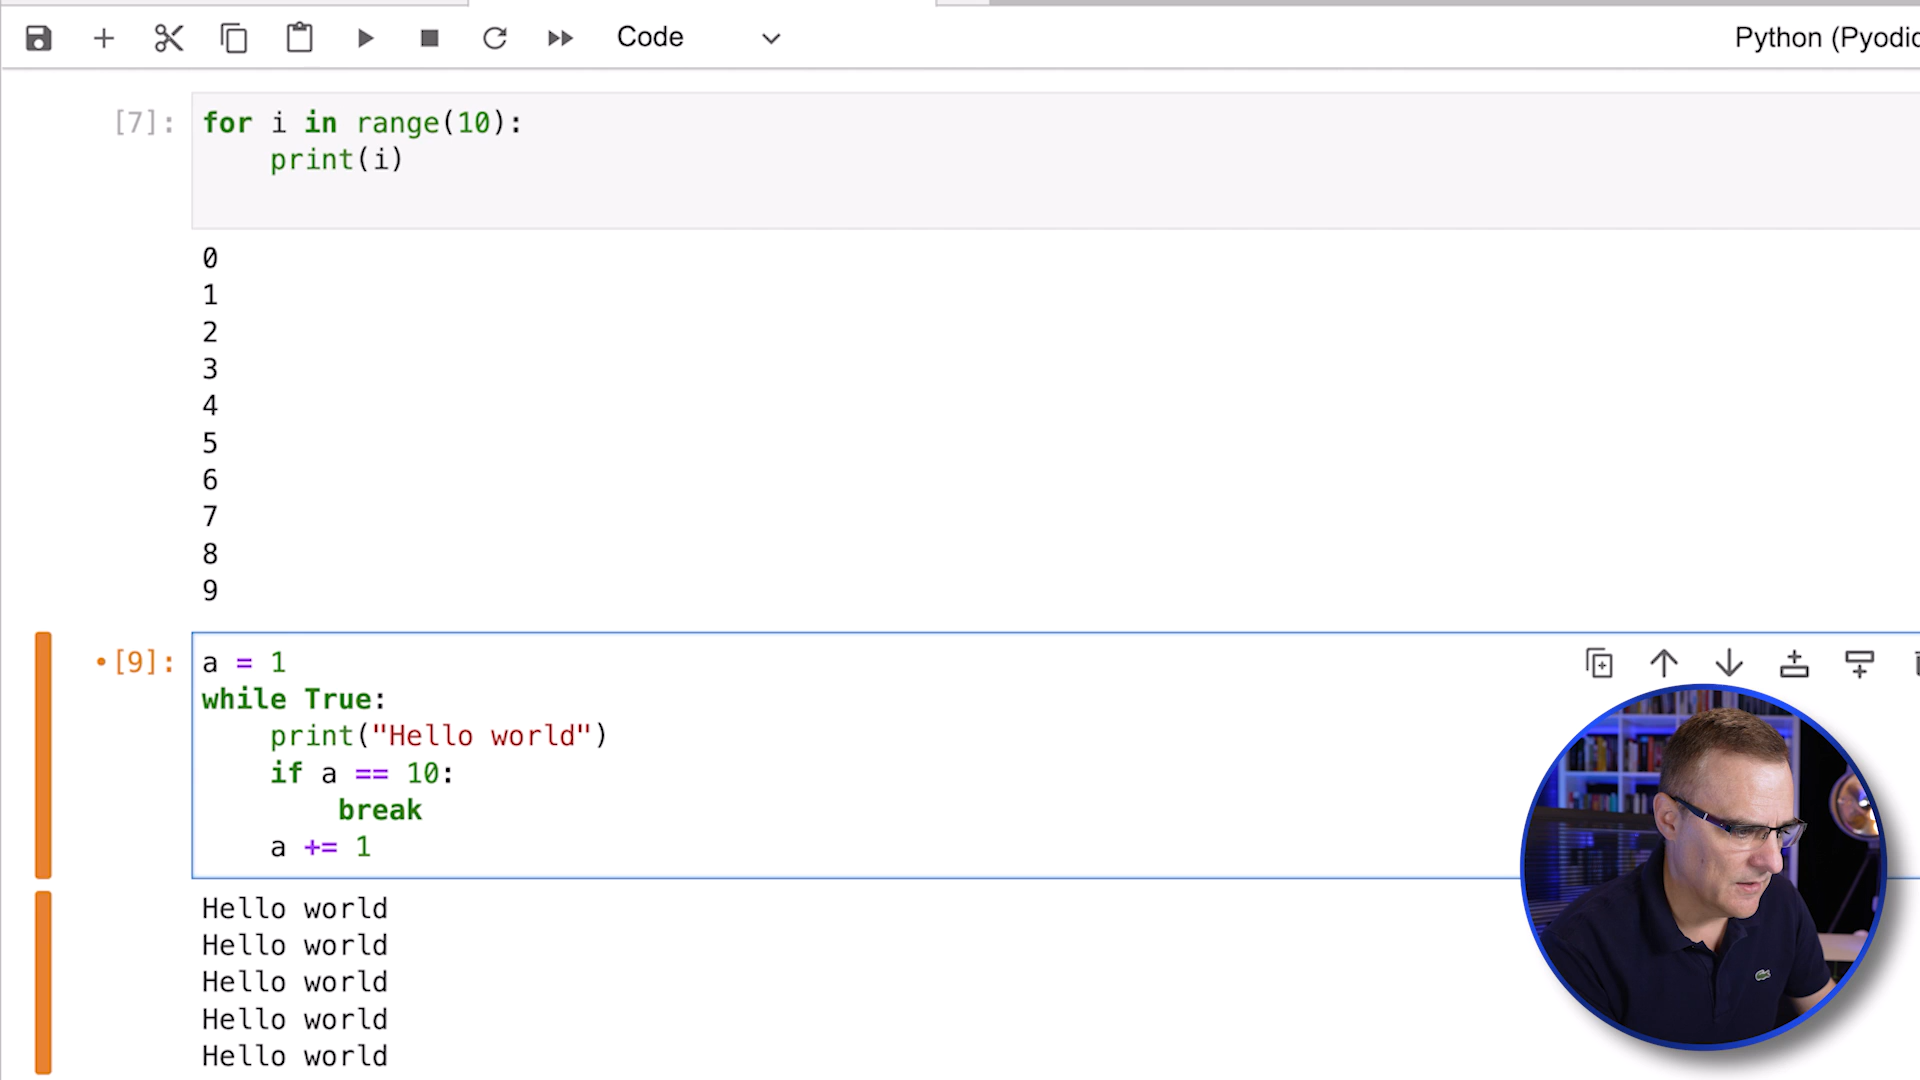 Code
Python (Pyodid
[7]:
for i in range(10):
print(i)
0
1
2
3
4
5
6
7
8
9
[9]:
a = 1
while True:
print("Hello world")
if a == 10:
break
a += 1
Hello world
Hello world
Hello world
Hello world
Hello world